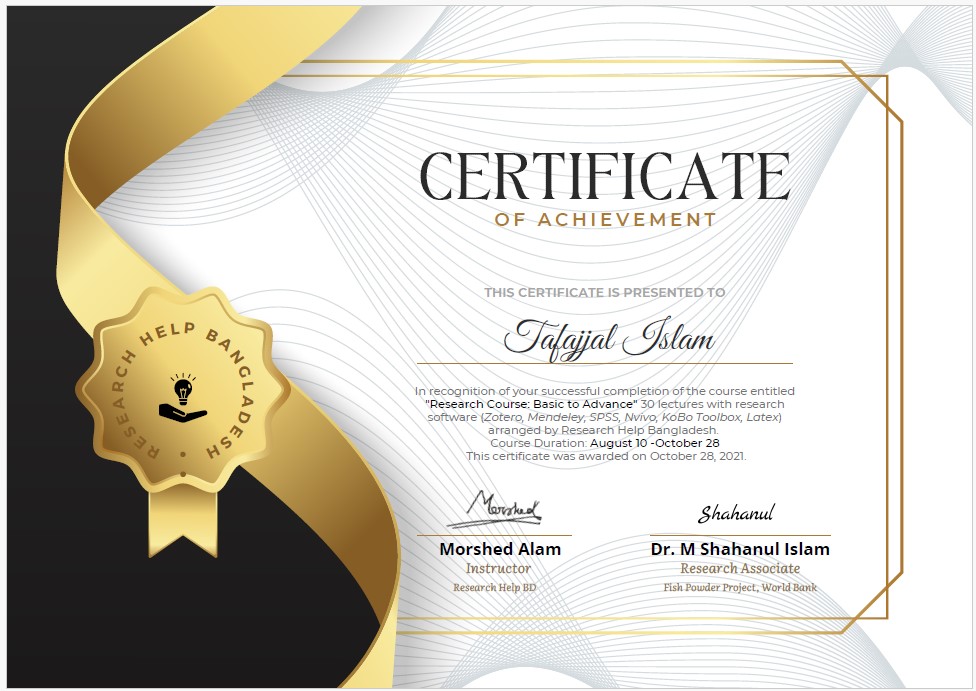 CERTIFICATE
OF ACHIEVEMENT
THIS CERTIFICATE IS PRESENTED TO
Tafajjal Islam
RESEARCH HELP BANGLADESH
In recognition of your successful completion of the course entitled
"Research Course: Basic to Advance" 30 lectures with research
software (Zotero, Mendeley, SPSS, Nvivo, KoBo Toolbox, Latex)
arranged by Research Help Bangladesh.
Course Duration: August 10 -October 28
This certificate was awarded on October 28, 2021.
Morshed
Shahanul
Morshed Alam
Dr. M Shahanul Islam
Instructor
Research Associate
Research Help BD
Fish Powder Project, World Bank